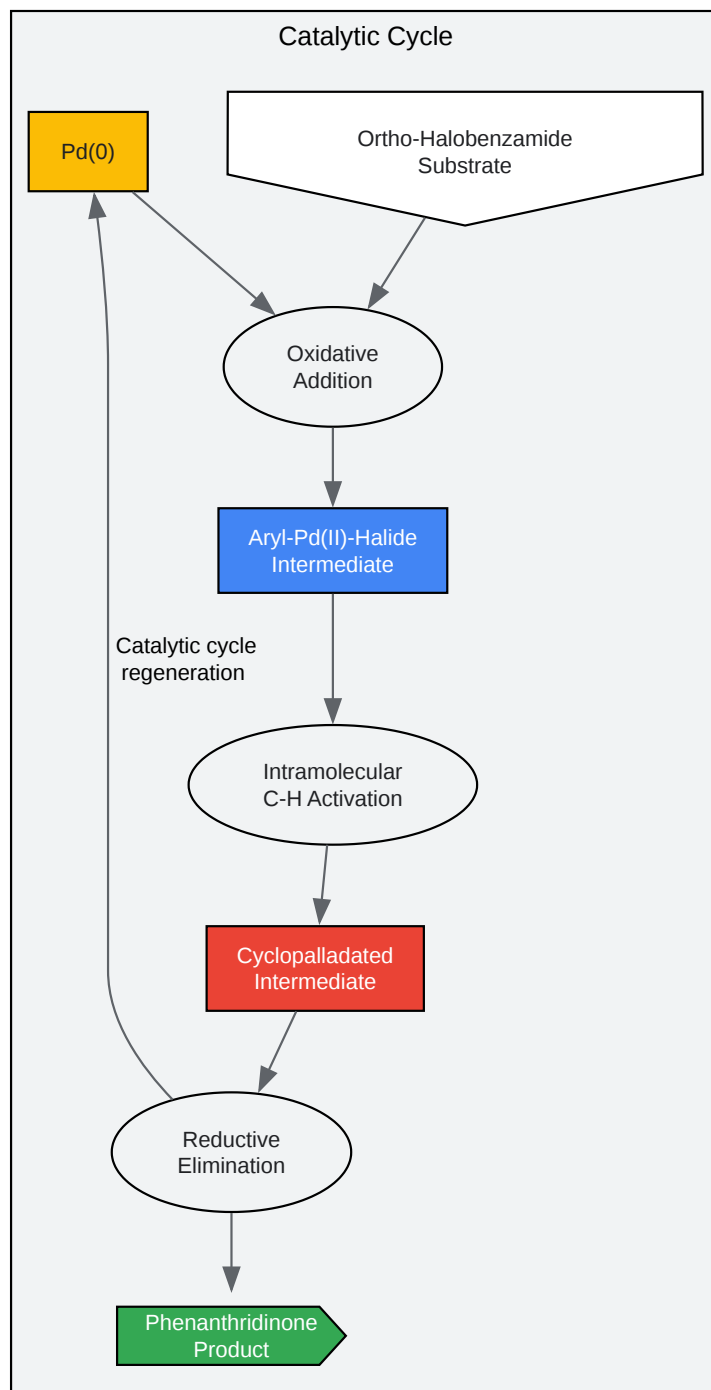 Catalytic Cycle
Pd(0)
Ortho-Halobenzamide
Substrate
Oxidative
Addition
Aryl-Pd(II)-Halide
Intermediate
Catalytic cycle
regeneration
Intramolecular
C-H Activation
Cyclopalladated
Intermediate
Reductive
Elimination
Phenanthridinone
Product